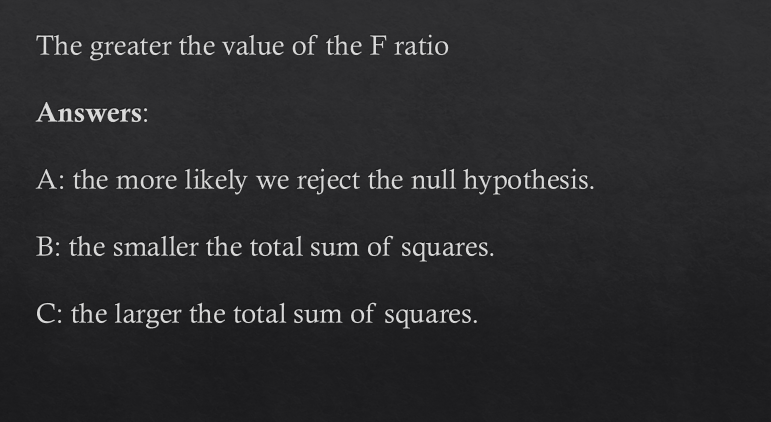 The greater the value of the F ratio
Answers:
A: the more likely we reject the null hypothesis.
B: the smaller the total sum of squares.
C: the larger the total sum of squares.